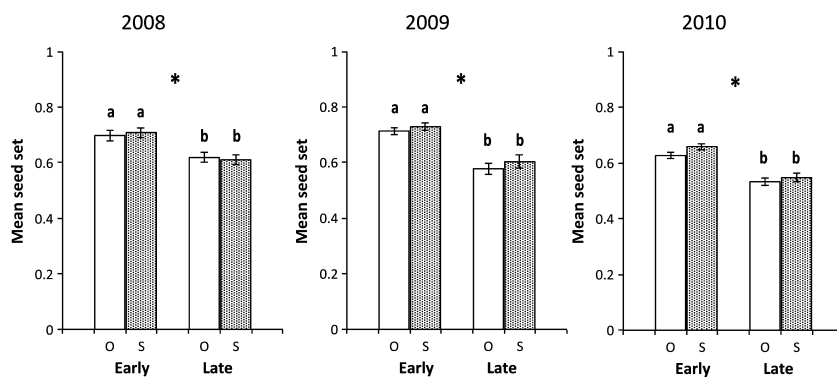 2008
1
0.8
0.6
0.4
0.2
0
Mean seed set
*
a a
b b
O S O S
Early Late
2009
1
0.8
0.6
0.4
0.2
0
Mean seed set
*
a a
b b
O S O S
Early Late
2010
1
0.8
0.6
0.4
0.2
0
Mean seed set
*
a a
b b
O S O S
Early Late